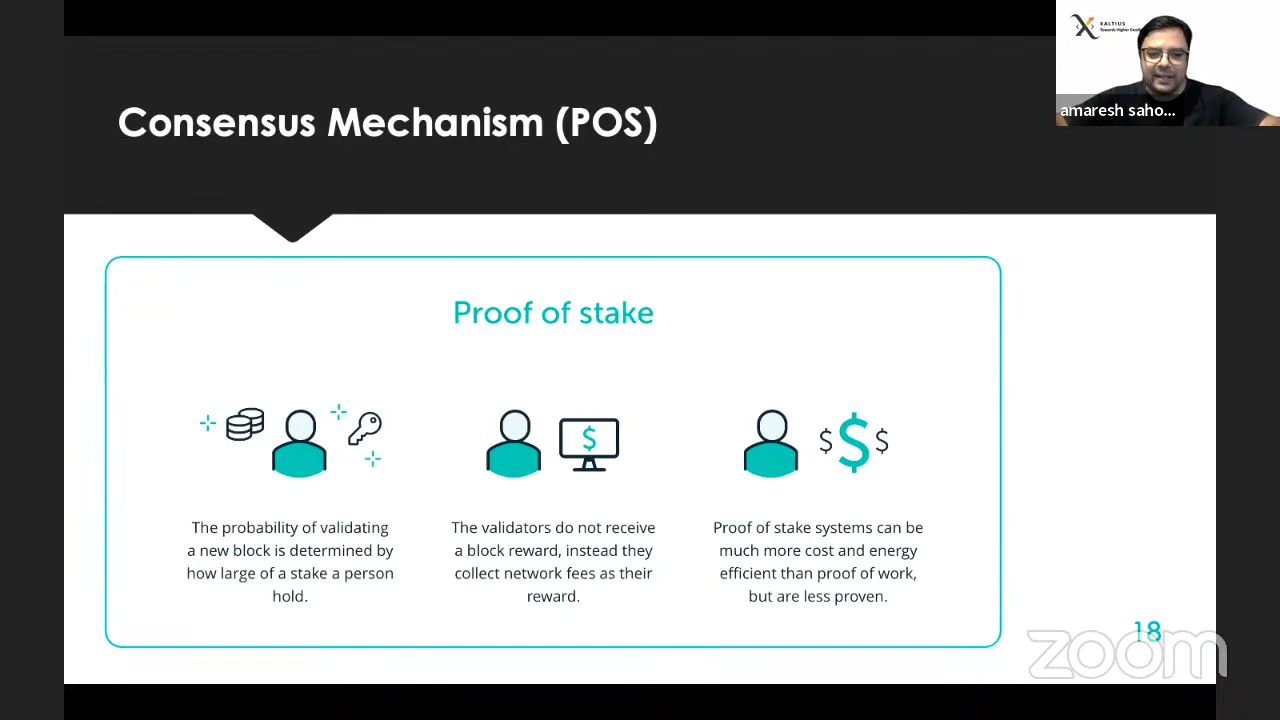 XALTIUS
amaresh saho...
Consensus Mechanism (POS)
Proof of stake
The probability of validating
a new block is determined by
how large of a stake a person
hold.
The validators do not receive
a block reward, instead they
collect network fees as their
reward.
Proof of stake systems can be
much more cost and energy
efficient than proof of work,
but are less proven.
18
zoom